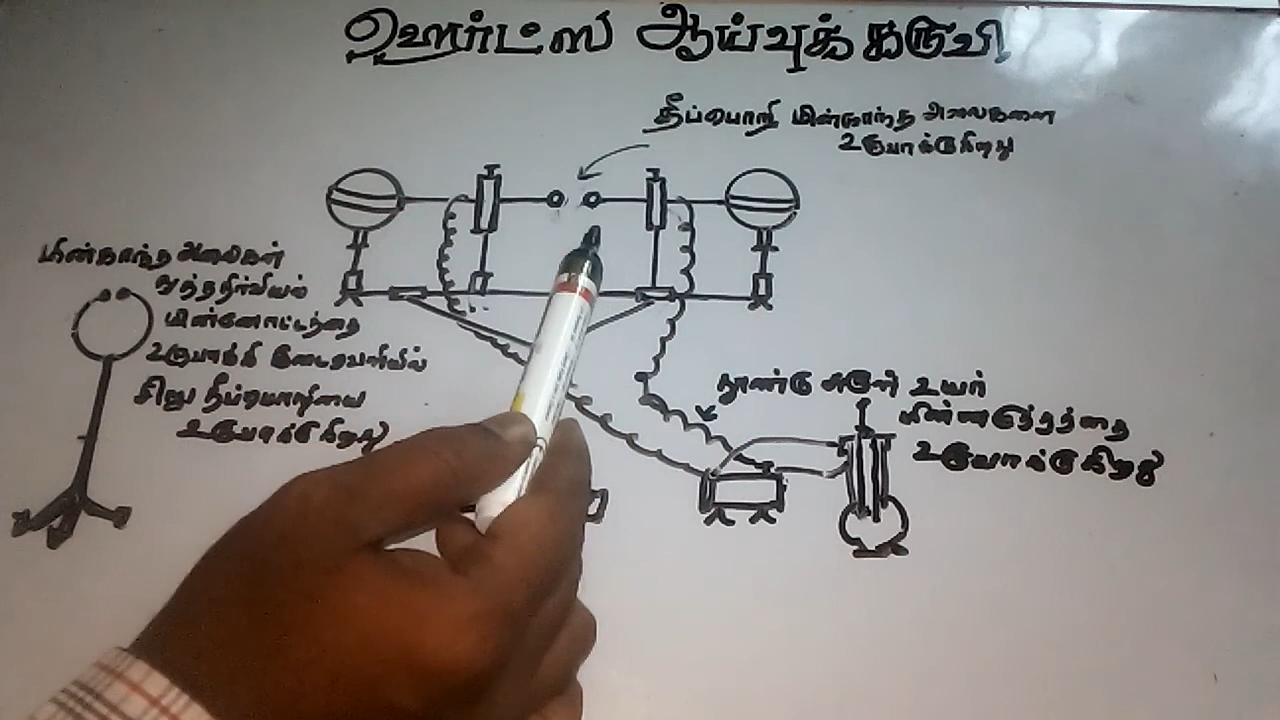 ஹெர்ட்ஸ் ஆய்வுக் கருவி
தீப்பொறி மின்காந்த அலைகளை
உருவாக்குகிறது
மின்காந்த அலைகள்
மின்னோட்டத்தை
உருவாக்கி இடைவெளியில்
சிறு தீப்பொறியை
உருவாக்குகிறது
தூண்டு சுருள் உயர்
மின்னழுத்தத்தை
உருவாக்குகிறது